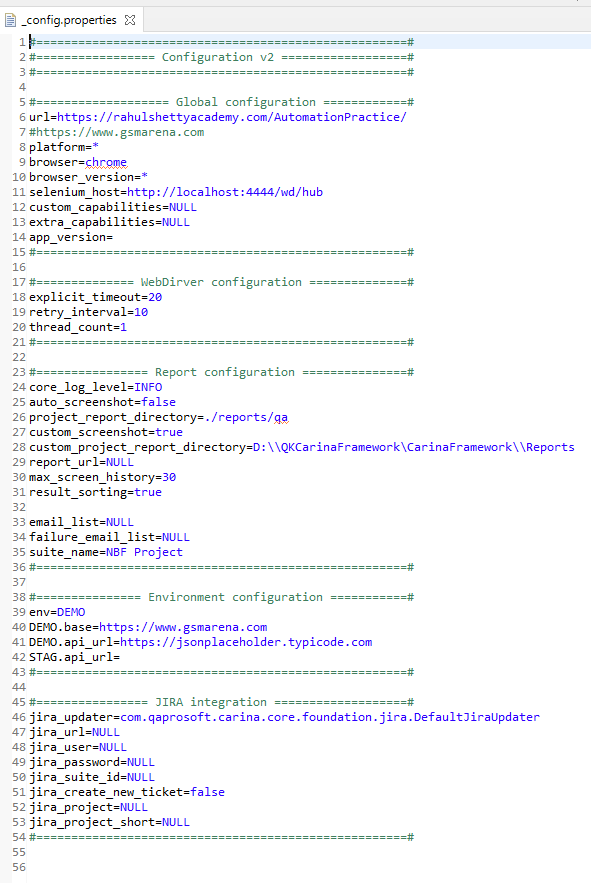 _config.properties
1 #=====================================================#
2 #================= Configuration v2 ==================#
3 #=====================================================#
4
5 #=================== Global configuration ============#
6 url=https://rahulshettyacademy.com/AutomationPractice/
7 #https://www.gsmarena.com
8 platform=*
9 browser=chrome
10 browser_version=*
11 selenium_host=http://localhost:4444/wd/hub
12 custom_capabilities=NULL
13 extra_capabilities=NULL
14 app_version=
15 #=====================================================#
16
17 #============== WebDirver configuration ==============#
18 explicit_timeout=20
19 retry_interval=10
20 thread_count=1
21 #=====================================================#
22
23 #================ Report configuration ===============#
24 core_log_level=INFO
25 auto_screenshot=false
26 project_report_directory=./reports/qa
27 custom_screenshot=true
28 custom_project_report_directory=D:\\QKCarinaFramework\CarinaFramework\\Reports
29 report_url=NULL
30 max_screen_history=30
31 result_sorting=true
32
33 email_list=NULL
34 failure_email_list=NULL
35 suite_name=NBF Project
36 #=====================================================#
37
38 #=============== Environment configuration ===========#
39 env=DEMO
40 DEMO.base=https://www.gsmarena.com
41 DEMO.api_url=https://jsonplaceholder.typicode.com
42 STAG.api_url=
43 #=====================================================#
44
45 #================ JIRA integration ===================#
46 jira_updater=com.qaprosoft.carina.core.foundation.jira.DefaultJiraUpdater
47 jira_url=NULL
48 jira_user=NULL
49 jira_password=NULL
50 jira_suite_id=NULL
51 jira_create_new_ticket=false
52 jira_project=NULL
53 jira_project_short=NULL
54 #=====================================================#
55
56